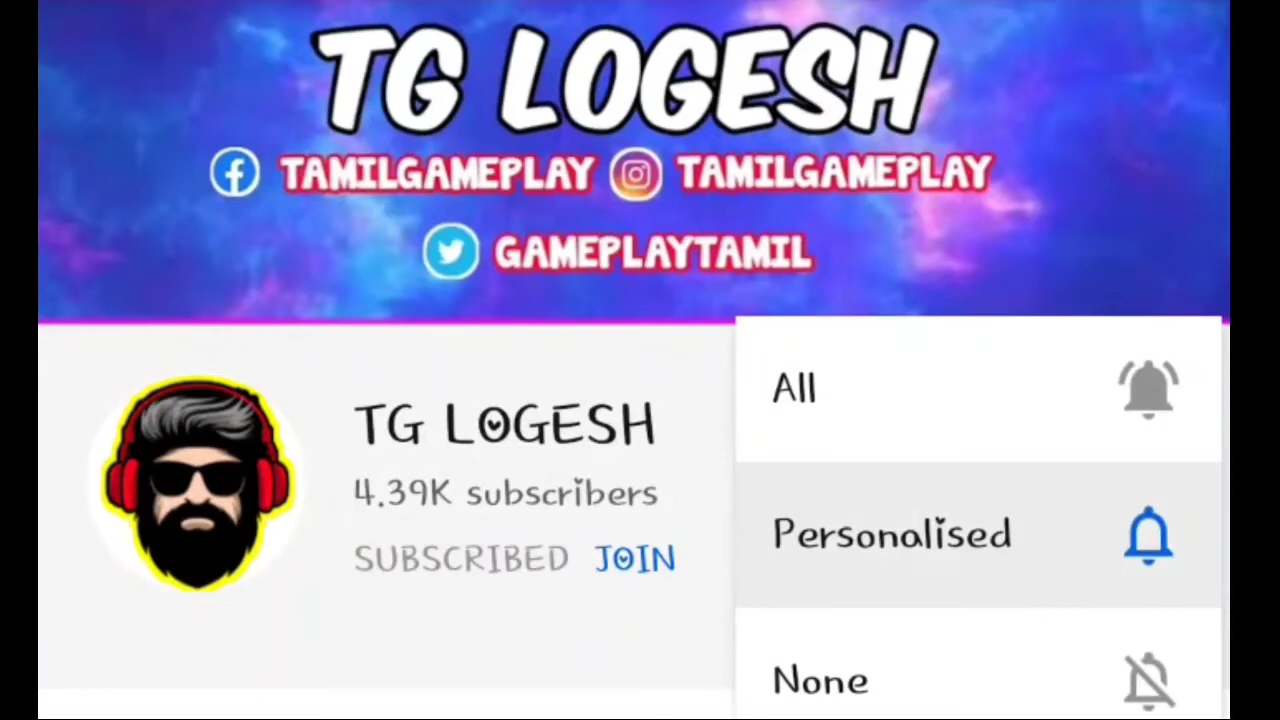 TG LOGESH
TAMILGAMEPLAY TAMILGAMEPLAY
GAMEPLAYTAMIL
TG LOGESH
4.39K subscribers
SUBSCRIBED JOIN
All
Personalised
None